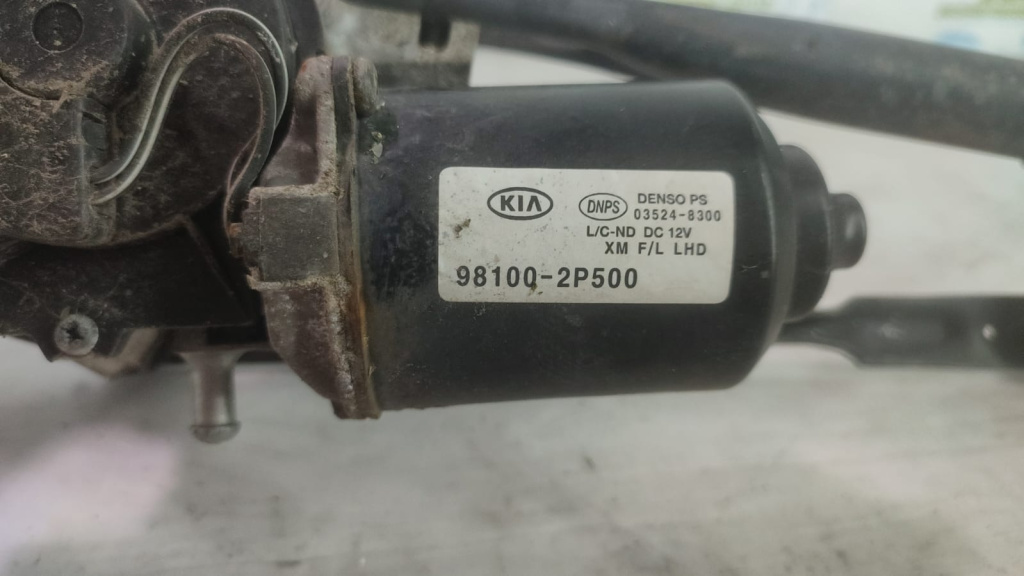 KIA DNPS DENSO PS
03524-8300
L/C-ND DC 12V
XM F/L LHD
98100-2P500